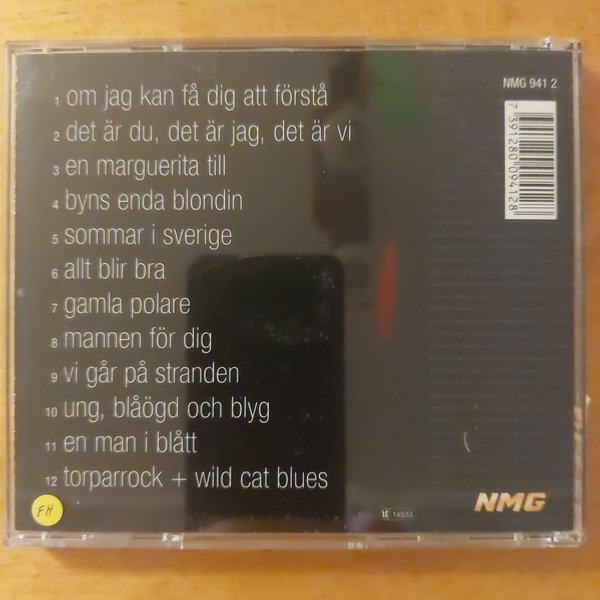 NMG 941 2
1 om jag kan få dig att förstå
2 det är du, det är jag, det är vi
3 en marguerita till
4 byns enda blondin
5 sommar i sverige
6 allt blir bra
7 gamla polare
8 mannen för dig
9 vi går på stranden
10 ung, blåögd och blyg
11 en man i blått
12 torparrock + wild cat blues
7 391280 094128
FH
LC 14533
NMG